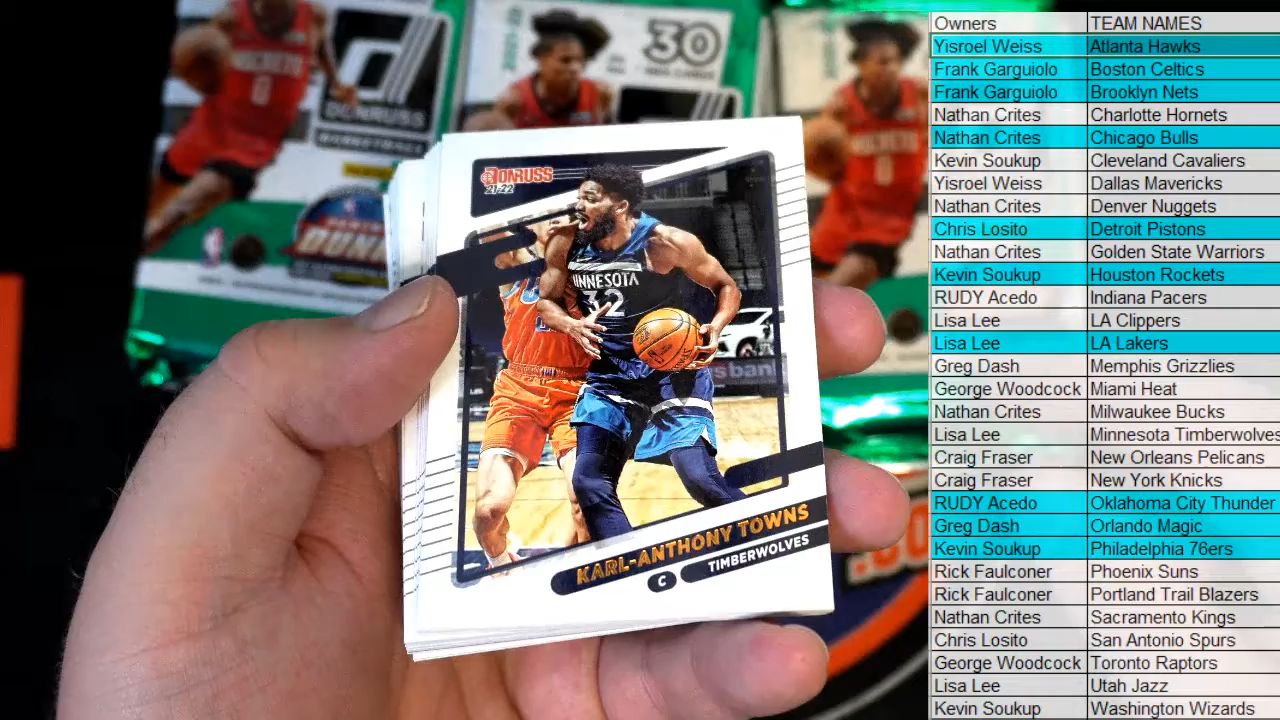 30
DONRUSS
BASKETBALL
DONRUSS
21-22
MINNESOTA
32
KARL-ANTHONY TOWNS
C
TIMBERWOLVES
Owners TEAM NAMES
Yisroel Weiss Atlanta Hawks
Frank Garguiolo Boston Celtics
Frank Garguiolo Brooklyn Nets
Nathan Crites Charlotte Hornets
Nathan Crites Chicago Bulls
Kevin Soukup Cleveland Cavaliers
Yisroel Weiss Dallas Mavericks
Nathan Crites Denver Nuggets
Chris Losito Detroit Pistons
Nathan Crites Golden State Warriors
Kevin Soukup Houston Rockets
RUDY Acedo Indiana Pacers
Lisa Lee LA Clippers
Lisa Lee LA Lakers
Greg Dash Memphis Grizzlies
George Woodcock Miami Heat
Nathan Crites Milwaukee Bucks
Lisa Lee Minnesota Timberwolves
Craig Fraser New Orleans Pelicans
Craig Fraser New York Knicks
RUDY Acedo Oklahoma City Thunder
Greg Dash Orlando Magic
Kevin Soukup Philadelphia 76ers
Rick Faulconer Phoenix Suns
Rick Faulconer Portland Trail Blazers
Nathan Crites Sacramento Kings
Chris Losito San Antonio Spurs
George Woodcock Toronto Raptors
Lisa Lee Utah Jazz
Kevin Soukup Washington Wizards